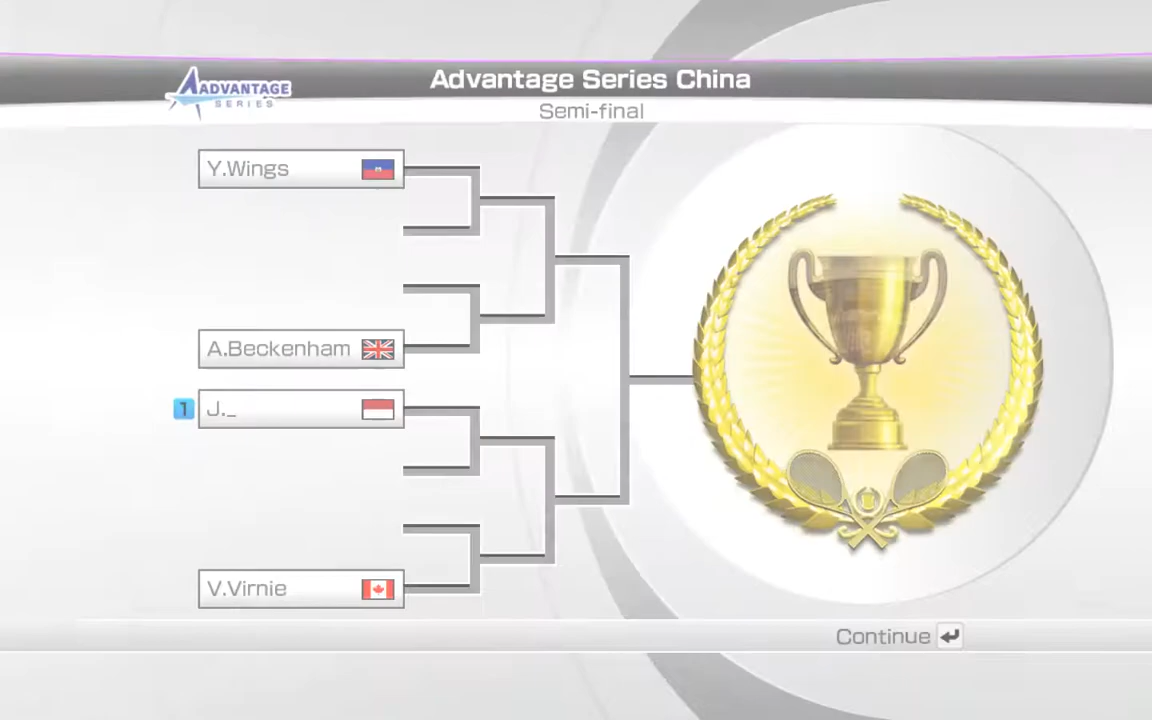 ADVANTAGE
SERIES
Advantage Series China
Semi-final
Y.Wings
A.Beckenham
1 J._
V.Virnie
Continue